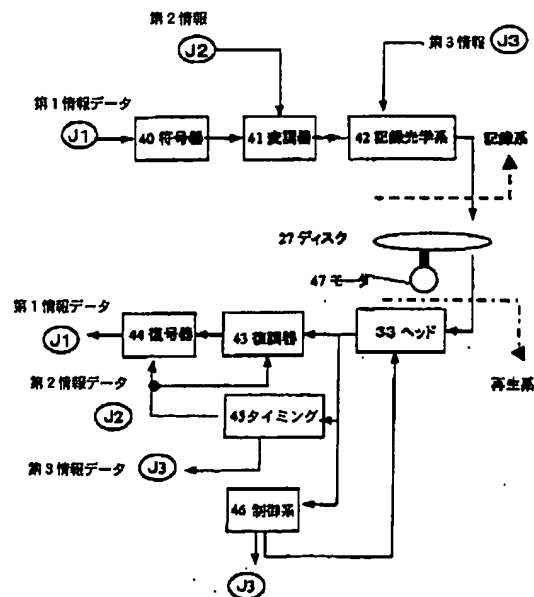 第2情報
J2
第3情報 J3
第1情報データ
J1
40 符号器
41 変調器
42 記録光学系
記録系
27 ディスク
47 モータ
第1情報データ
J1
44 復号器
43 復調器
33 ヘッド
再生系
第2情報データ
J2
45 タイミング
第3情報データ J3
46 制御系
J3